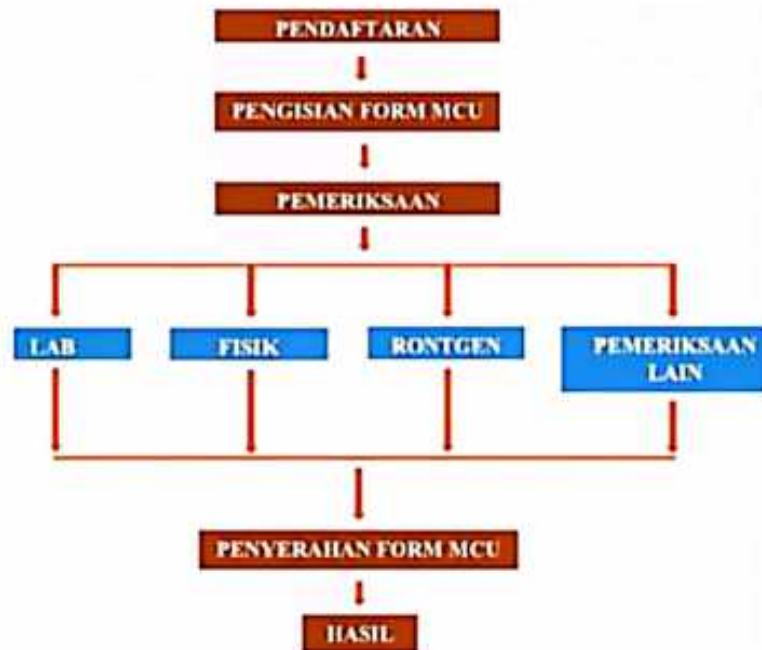 PENDAFTARAN
PENGISIAN FORM MCU
PEMERIKSAAN
LAB
FISIK
RONTGEN
PEMERIKSAAN
LAIN
PENYERAHAN FORM MCU
HASIL